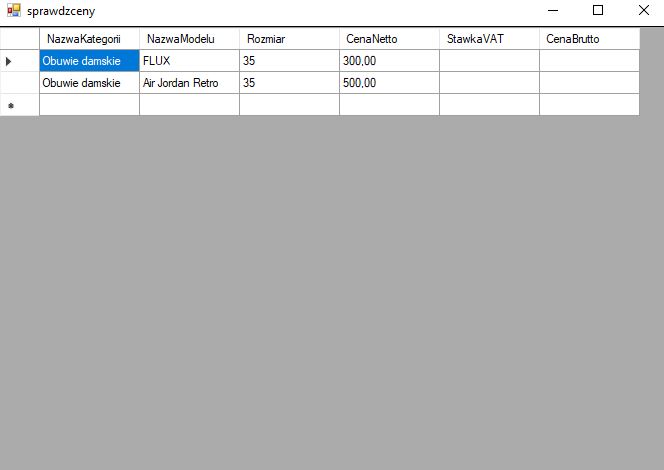 sprawdzceny
NazwaKategorii NazwaModelu Rozmiar CenaNetto StawkaVAT CenaBrutto
Obuwie damskie FLUX 35 300,00
Obuwie damskie Air Jordan Retro 35 500,00